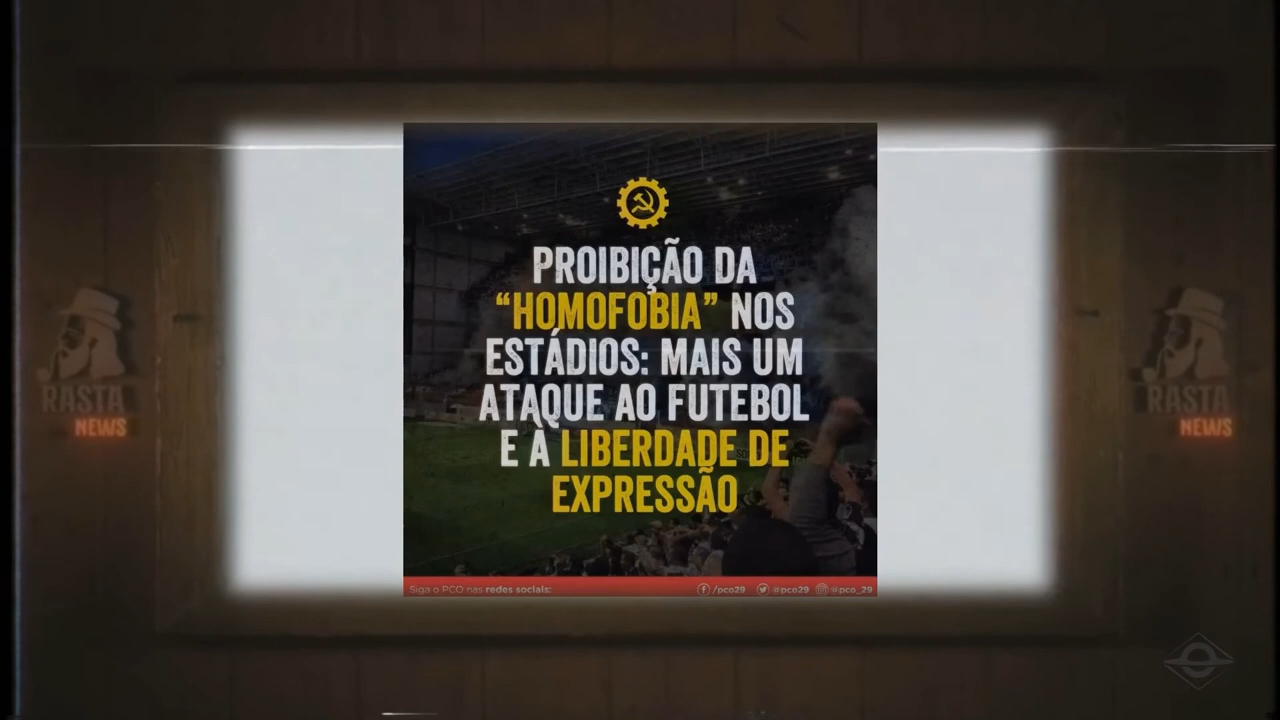 PROIBIÇÃO DA
“HOMOFOBIA” NOS
ESTÁDIOS: MAIS UM
ATAQUE AO FUTEBOL
E À LIBERDADE DE
EXPRESSÃO
Siga o PCO nas redes sociais:
/pco29
@pco29
@pco_29
RASTA
NEWS
RASTA
NEWS